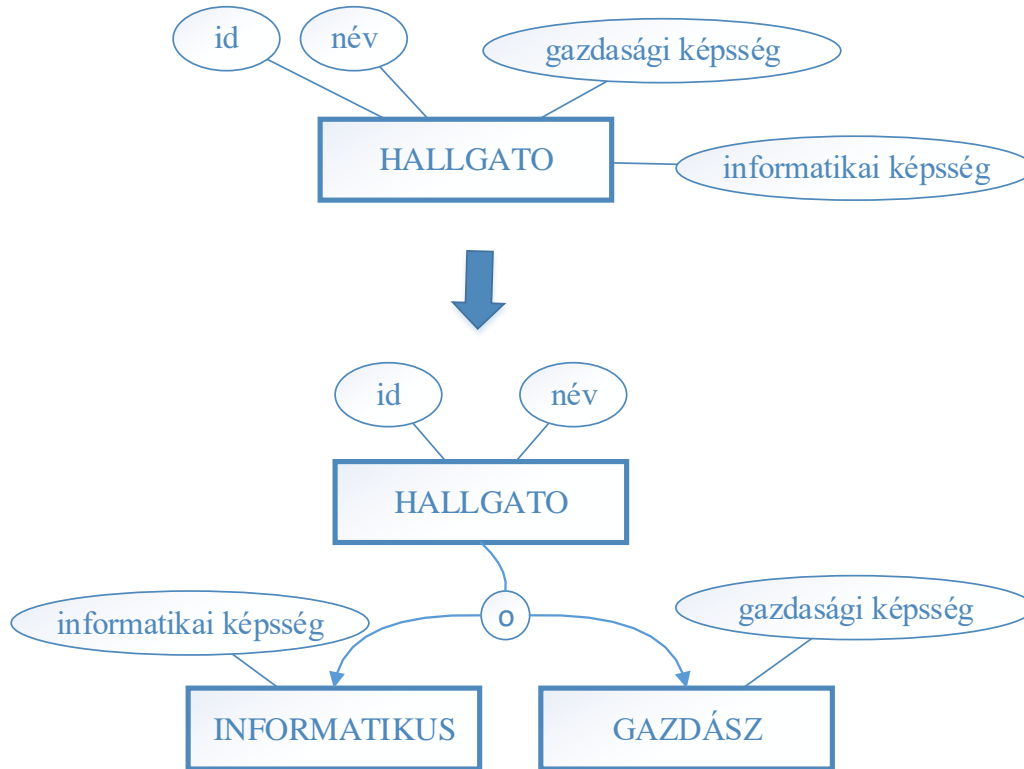 id
név
gazdasági képsség
HALLGATO
informatikai képsség
id
név
HALLGATO
o
informatikai képsség
gazdasági képsség
INFORMATIKUS
GAZDÁSZ